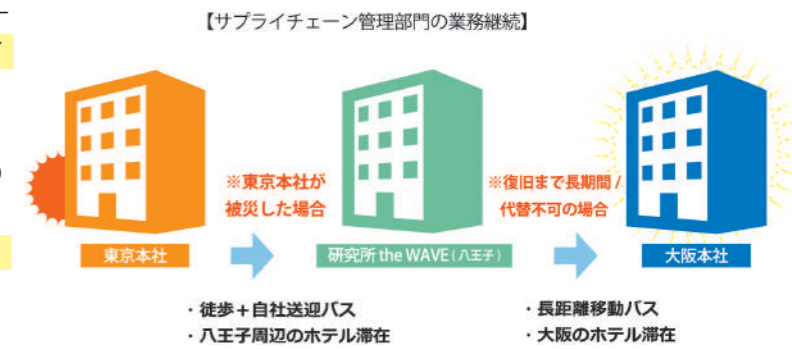 【サプライチェーン管理部門の業務継続】
※東京本社が
被災した場合
※復旧まで長期間/
代替不可の場合
東京本社
研究所 the WAVE(八王子)
大阪本社
・徒歩+自社送迎バス
・八王子周辺のホテル滞在
・長距離移動バス
・大阪のホテル滞在